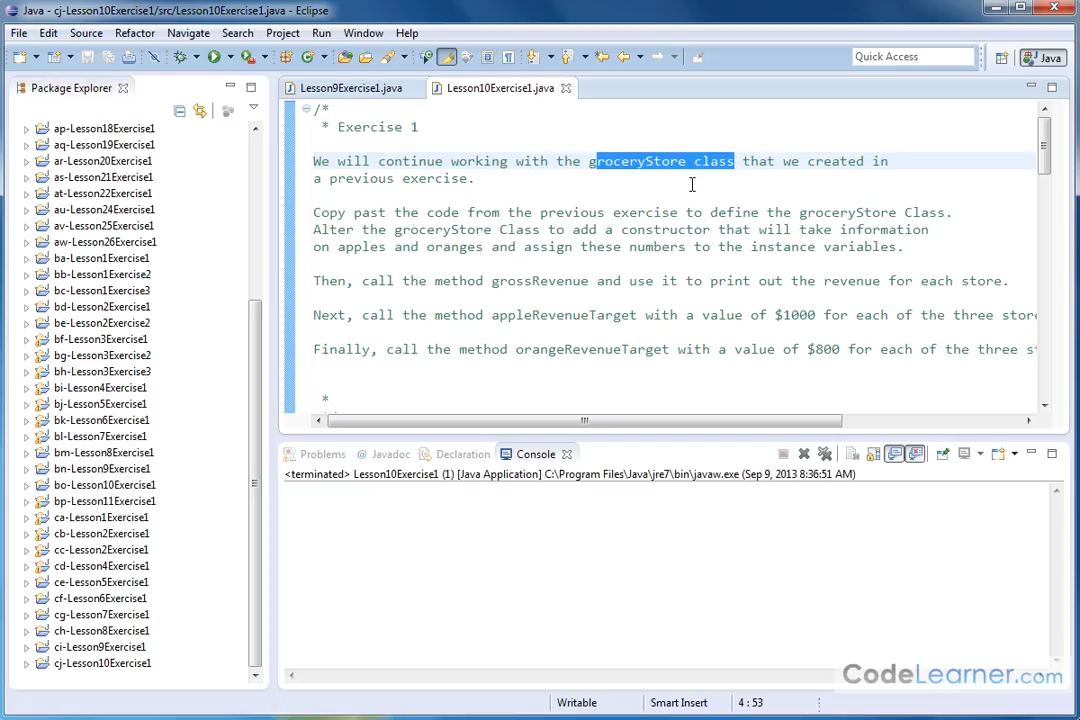 Java - cj-Lesson10Exercise1/src/Lesson10Exercise1.java - Eclipse
File Edit Source Refactor Navigate Search Project Run Window Help
Quick Access
Java
Package Explorer
Lesson9Exercise1.java
Lesson10Exercise1.java
ap-Lesson18Exercise1
aq-Lesson19Exercise1
ar-Lesson20Exercise1
as-Lesson21Exercise1
at-Lesson22Exercise1
au-Lesson24Exercise1
av-Lesson25Exercise1
aw-Lesson26Exercise1
ba-Lesson1Exercise1
bb-Lesson1Exercise2
bc-Lesson1Exercise3
bd-Lesson2Exercise1
be-Lesson2Exercise2
bf-Lesson3Exercise1
bg-Lesson3Exercise2
bh-Lesson3Exercise3
bi-Lesson4Exercise1
bj-Lesson5Exercise1
bk-Lesson6Exercise1
bl-Lesson7Exercise1
bm-Lesson8Exercise1
bn-Lesson9Exercise1
bo-Lesson10Exercise1
bp-Lesson11Exercise1
ca-Lesson1Exercise1
cb-Lesson2Exercise1
cc-Lesson2Exercise1
cd-Lesson4Exercise1
ce-Lesson5Exercise1
cf-Lesson6Exercise1
cg-Lesson7Exercise1
ch-Lesson8Exercise1
ci-Lesson9Exercise1
cj-Lesson10Exercise1
/*
* Exercise 1
We will continue working with the groceryStore class that we created in
a previous exercise.
Copy past the code from the previous exercise to define the groceryStore Class.
Alter the groceryStore Class to add a constructor that will take information
on apples and oranges and assign these numbers to the instance variables.
Then, call the method grossRevenue and use it to print out the revenue for each store.
Next, call the method appleRevenueTarget with a value of $1000 for each of the three stor
Finally, call the method orangeRevenueTarget with a value of $800 for each of the three st
*
Problems
@ Javadoc
Declaration
Console
<terminated> Lesson10Exercise1 (1) [Java Application] C:\Program Files\Java\jre7\bin\javaw.exe (Sep 9, 2013 8:36:51 AM)
CodeLearner.com
Writable
Smart Insert
4 : 53